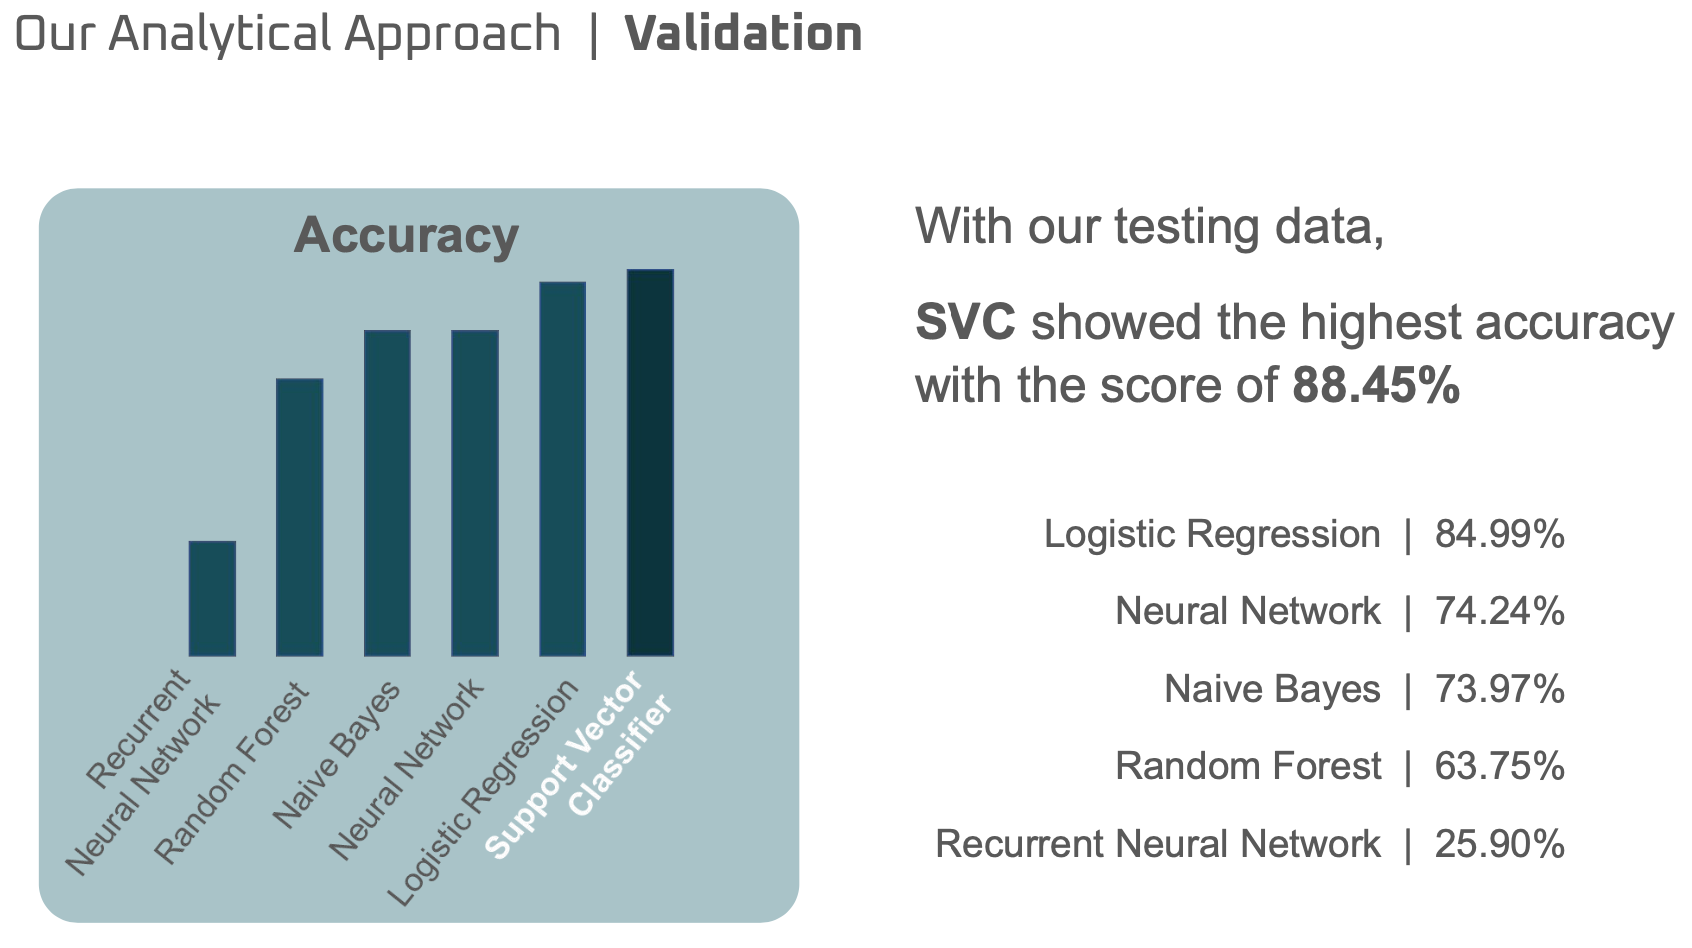 Our Analytical Approach | Validation
Accuracy
Recurrent
Neural Network
Random Forest
Naive Bayes
Neural Network
Logistic Regression
Support Vector
Classifier
With our testing data,
SVC showed the highest accuracy
with the score of 88.45%
Logistic Regression | 84.99%
Neural Network | 74.24%
Naive Bayes | 73.97%
Random Forest | 63.75%
Recurrent Neural Network | 25.90%